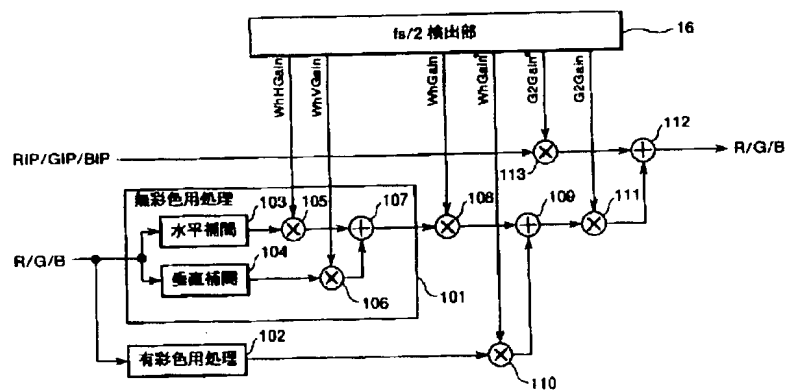 fs/2 検出部
16
WhHGain
WhVGain
WhGain
WhGain*
G2Gain*
G2Gain
112
RIP/GIP/BIP
R/G/B
113
無彩色用処理
103
105
107
108
109
111
水平補間
104
R/G/B
垂直補間
106
101
102
有彩色用処理
110